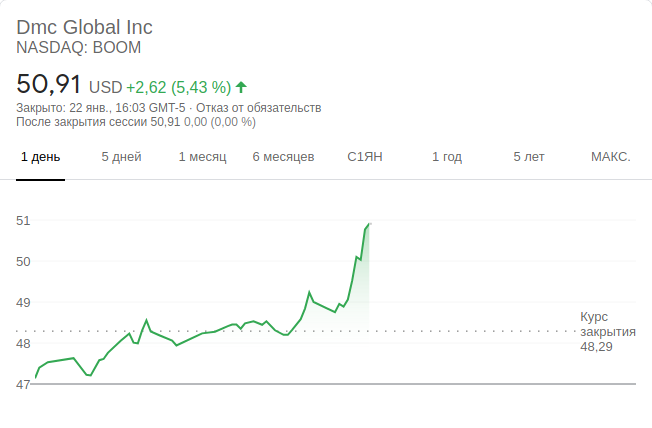 Dmc Global Inc
NASDAQ: BOOM
50,91 USD +2,62 (5,43 %)
Закрыто: 22 янв., 16:03 GMT-5 · Отказ от обязательств
После закрытия сессии 50,91 0,00 (0,00 %)
1 день 5 дней 1 месяц 6 месяцев С1ЯН 1 год 5 лет МАКС.
51
50
49
Курс
закрытия
48,29
48
47